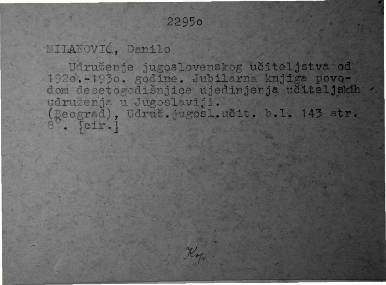 22950
MILANOVIĆ, Danilo
Udruženje jugoslovenskog učiteljstva od
1920.-1930. godine. Jubilarna knjiga povo-
dom desetogodišnjice ujedinjenja učiteljskih
udruženja u Jugoslaviji.
(Beograd), Udruž.jugosl.učit. b.l. 143 str.
8°. [cir.]